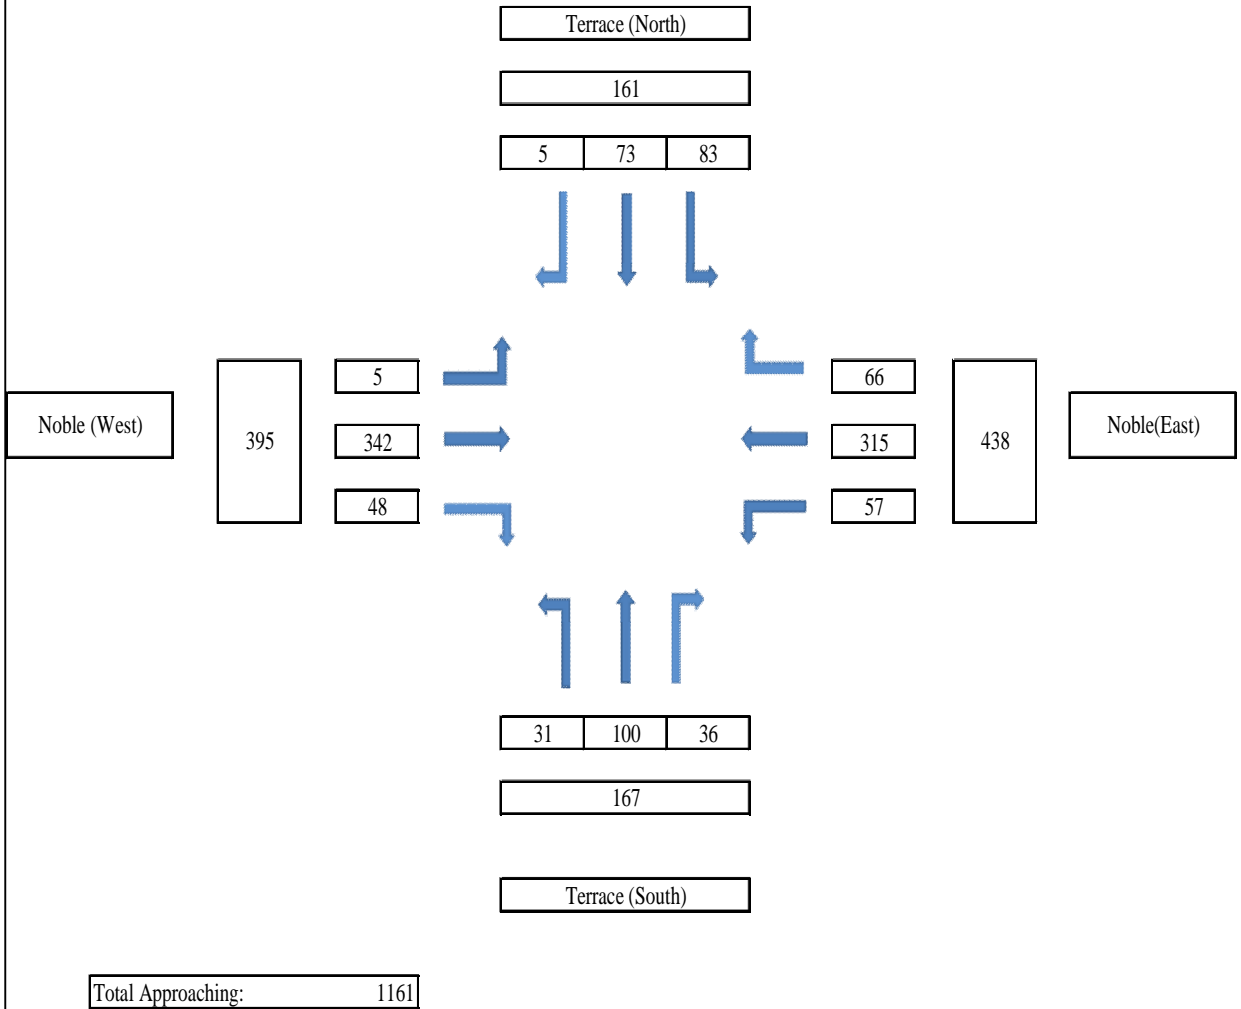 Terrace (North)
161
5 73 83
5 66
Noble (West) 395 342 315 438 Noble(East)
48 57
31 100 36
167
Terrace (South)
Total Approaching: 1161